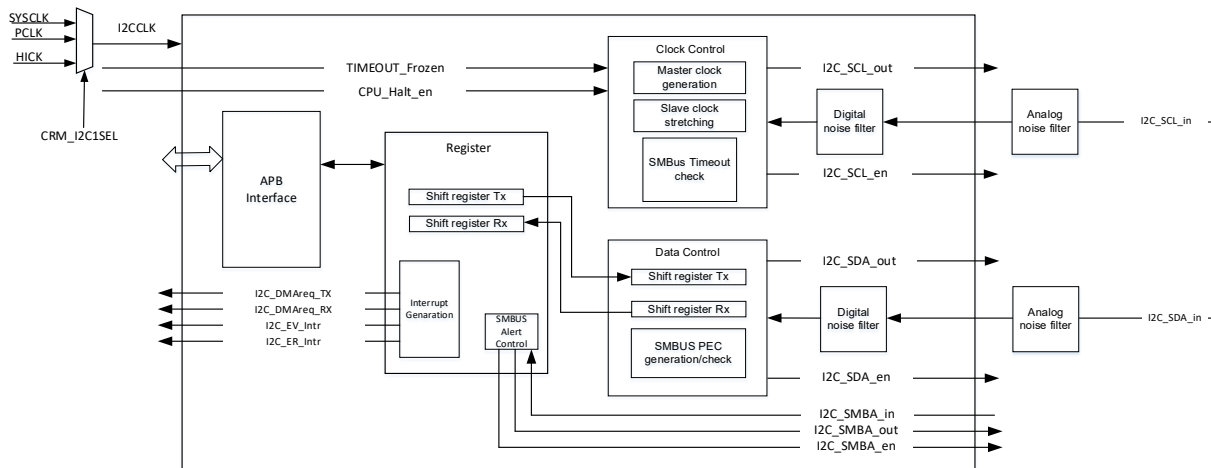 SYSCLK
PCLK
HICK
I2CCLK
CRM_I2C1SEL
TIMEOUT_Frozen
CPU_Halt_en
APB
Interface
Register
Shift register Tx
Shift register Rx
Interrupt
Genaration
SMBUS
Alert
Control
I2C_DMAreq_TX
I2C_DMAreq_RX
I2C_EV_Intr
I2C_ER_Intr
Clock Control
Master clock
generation
Slave clock
stretching
SMBus Timeout
check
I2C_SCL_out
Digital
noise filter
Analog
noise filter
I2C_SCL_in
I2C_SCL_en
Data Control
Shift register Tx
Shift register Rx
SMBUS PEC
generation/check
I2C_SDA_out
Digital
noise filter
Analog
noise filter
I2C_SDA_in
I2C_SDA_en
I2C_SMBA_in
I2C_SMBA_out
I2C_SMBA_en